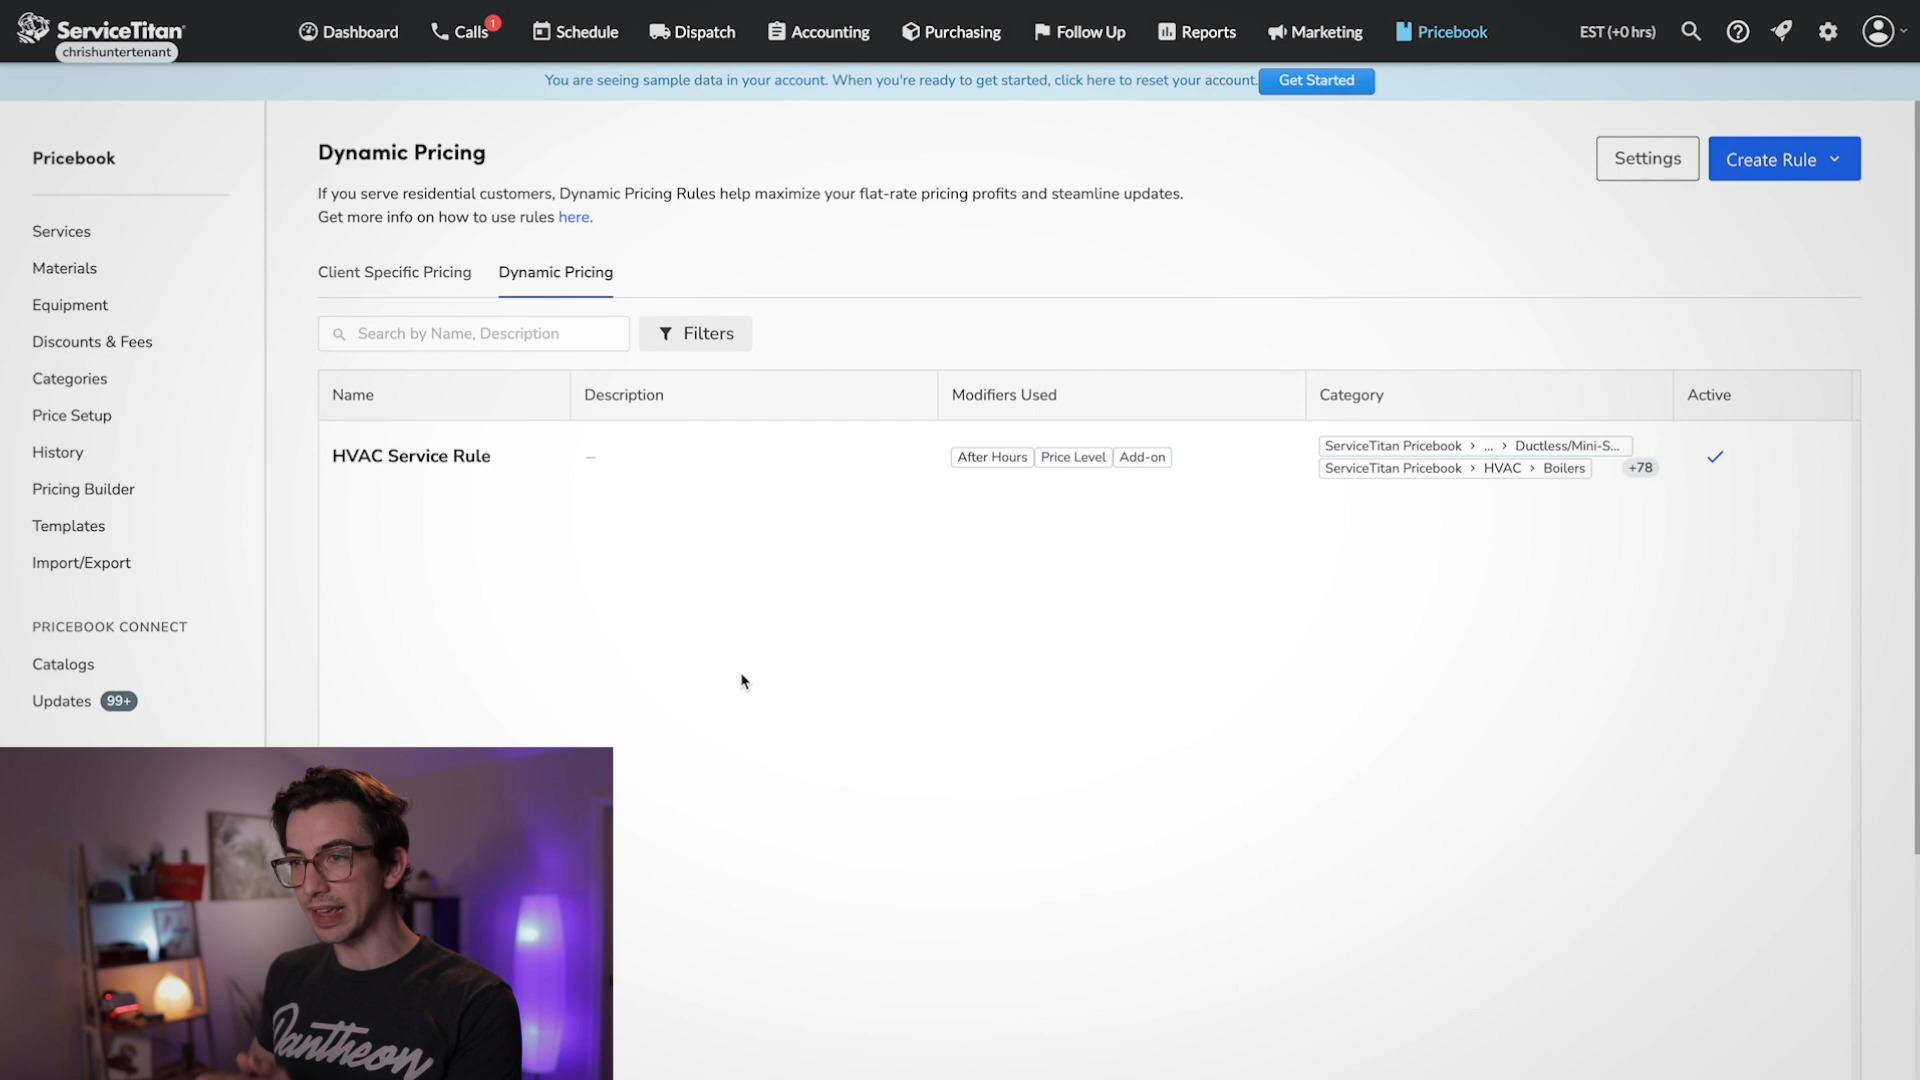 ServiceTitan
chrishuntertenant
Dashboard
Calls 1
Schedule
Dispatch
Accounting
Purchasing
Follow Up
Reports
Marketing
Pricebook
EST (+0 hrs)
You are seeing sample data in your account. When you're ready to get started, click here to reset your account.
Get Started
Pricebook
Services
Materials
Equipment
Discounts & Fees
Categories
Price Setup
History
Pricing Builder
Templates
Import/Export
PRICEBOOK CONNECT
Catalogs
Updates 99+
Dynamic Pricing
Settings
Create Rule
If you serve residential customers, Dynamic Pricing Rules help maximize your flat-rate pricing profits and steamline updates.
Get more info on how to use rules here.
Client Specific Pricing
Dynamic Pricing
Search by Name, Description
Filters
Name Description Modifiers Used Category Active
HVAC Service Rule – After Hours Price Level Add-on
ServiceTitan Pricebook > ... > Ductless/Mini-S...
ServiceTitan Pricebook > HVAC > Boilers +78
Pantheon